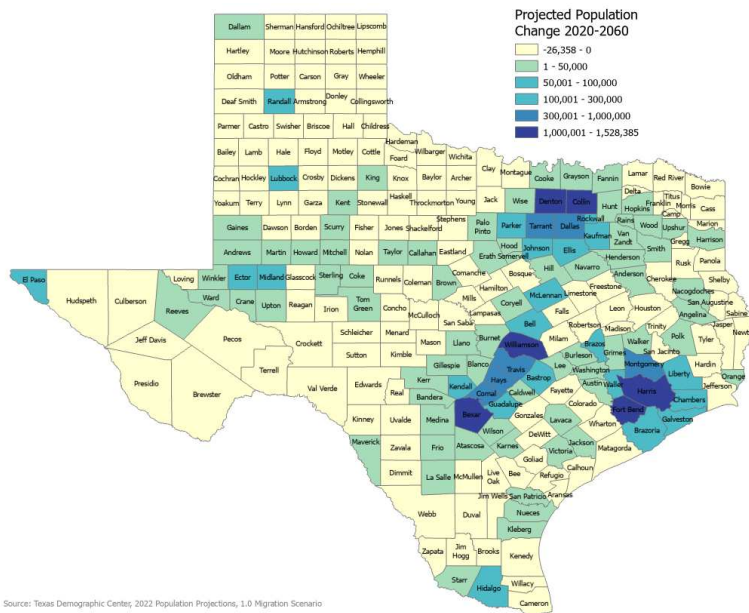 Projected Population
Change 2020-2060
-26,358 - 0
1 - 50,000
50,001 - 100,000
100,001 - 300,000
300,001 - 1,000,000
1,000,001 - 1,528,385
Dallam Sherman Hansford Ochiltree Lipscomb
Hartley Moore Hutchinson Roberts Hemphill
Oldham Potter Carson Gray Wheeler
Deaf Smith Randall Armstrong Donley Collingsworth
Parmer Castro Swisher Briscoe Hall Childress
Hardeman
Bailey Lamb Hale Floyd Motley Cottle Foard Wilbarger Wichita
Clay Montague Cooke Grayson Fannin Lamar Red River Bowie
Cochran Hockley Lubbock Crosby Dickens King Knox Baylor Archer
Delta Titus Franklin Morris Camp Cass
Yoakum Terry Lynn Garza Kent Stonewall Haskell Throckmorton Young Jack Wise Denton Collin Hunt Hopkins
Rockwall Rains Wood Upshur Marion
Gaines Dawson Borden Scurry Fisher Jones Shackelford Stephens Palo Pinto Parker Tarrant Dallas Kaufman Van Zandt Gregg Harrison
Andrews Martin Howard Mitchell Nolan Taylor Callahan Eastland Erath Hood Somervell Johnson Ellis Henderson Smith Rusk Panola
El Paso Hudspeth Culberson Loving Winkler Ector Midland Glasscock Sterling Coke Runnels Coleman Brown Comanche Bosque Hill Navarro Anderson Cherokee Shelby
Reeves Ward Crane Upton Reagan Irion Tom Green Concho McCulloch Mills Hamilton Coryell McLennan Limestone Freestone Nacogdoches San Augustine Sabine
Jeff Davis Pecos Crockett Schleicher Menard San Saba Lampasas Bell Falls Leon Houston Angelina
Presidio Brewster Terrell Sutton Kimble Mason Llano Burnet Williamson Milam Robertson Brazos Madison Trinity Walker Polk Tyler Jasper Newt
Val Verde Edwards Kerr Gillespie Blanco Travis Lee Burleson Grimes San Jacinto Hardin
Real Bandera Kendall Hays Comal Bastrop Caldwell Washington Austin Waller Montgomery Liberty Orange
Kinney Uvalde Medina Bexar Guadalupe Gonzales Fayette Colorado Fort Bend Harris Chambers Jefferson
Maverick Zavala Frio Atascosa Wilson Karnes DeWitt Lavaca Wharton Brazoria Galveston
Dimmit La Salle McMullen Live Oak Bee Goliad Victoria Jackson Matagorda
Webb Duval Jim Wells San Patricio Refugio Calhoun Aransas
Nueces
Kleberg
Zapata Jim Hogg Brooks Kenedy
Starr Hidalgo Willacy
Cameron
Source: Texas Demographic Center, 2022 Population Projections, 1.0 Migration Scenario